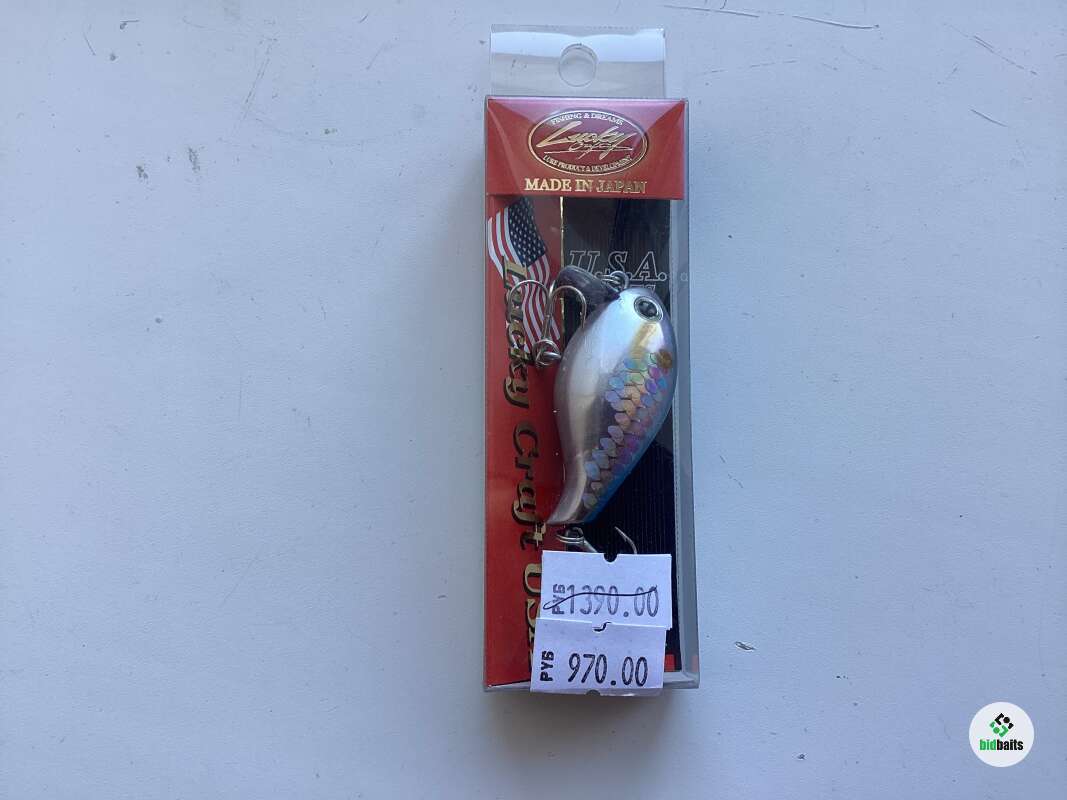 FISHING & DREAMS
Lucky Craft
LURE PRODUCT & DEVELOPMENT
MADE IN JAPAN
U.S.A.
Lucky Craft USA
РУБ 1390.00
РУБ 970.00
bidbaits